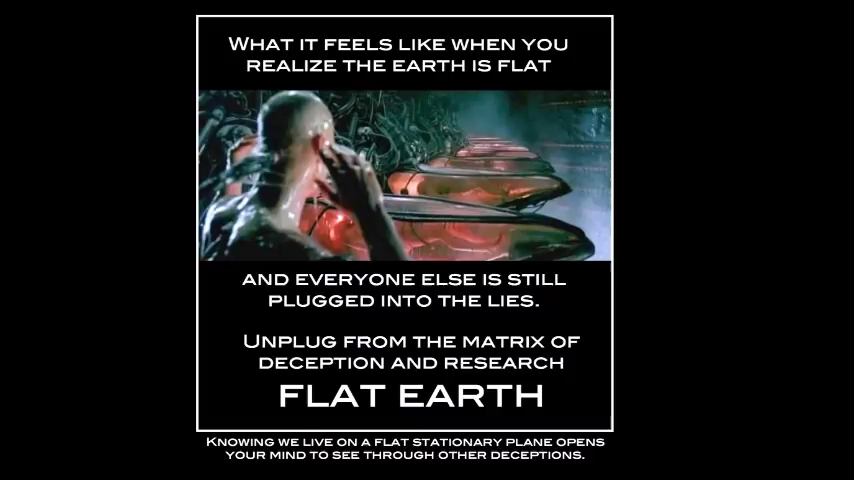 What it feels like when you
realize the earth is flat
and everyone else is still
plugged into the lies.
Unplug from the matrix of
deception and research
FLAT EARTH
Knowing we live on a flat stationary plane opens
your mind to see through other deceptions.